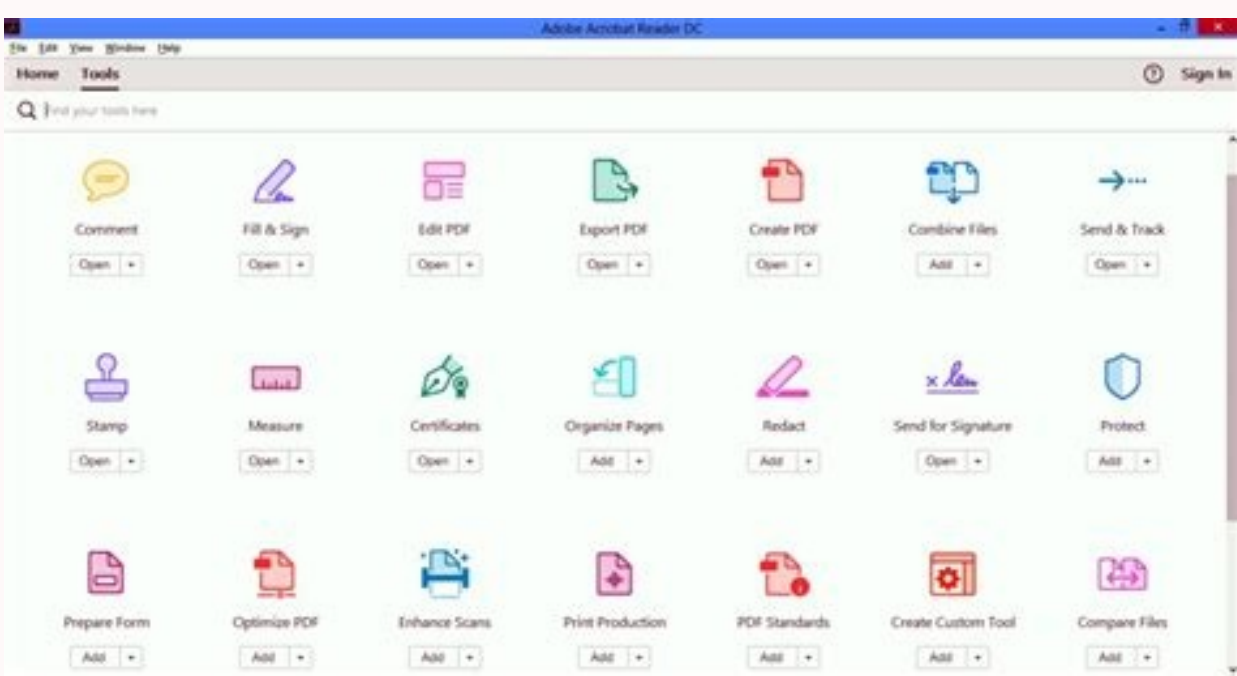 Adobe Acrobat Reader DC
File Edit View Window Help
Home Tools
Sign In
Find your tools here
Comment Fill & Sign Edit PDF Export PDF Create PDF Combine Files Send & Track
Open Open Open Open Open Add Open
Stamp Measure Certificates Organize Pages Redact Send for Signature Protect
Open Open Open Add Add Open Add
Prepare Form Optimize PDF Enhance Scans Print Production PDF Standards Create Custom Tool Compare Files
Add Add Add Add Add Add Add